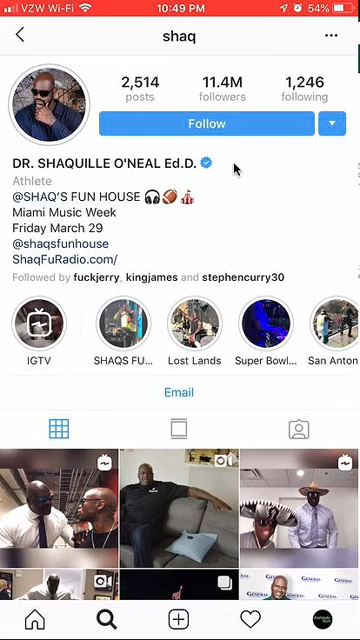 VZW Wi-Fi 10:49 PM 54%
shaq
2,514 11.4M 1,246
posts followers following
Follow
DR. SHAQUILLE O'NEAL Ed.D.
Athlete
@SHAQ'S FUN HOUSE 🎧🏈🎪
Miami Music Week
Friday March 29
@shaqsfunhouse
ShaqFuRadio.com/
Followed by fuckjerry, kingjames and stephencurry30
IGTV SHAQS FU... Lost Lands Super Bowl... San Anton
Email
GENERAL